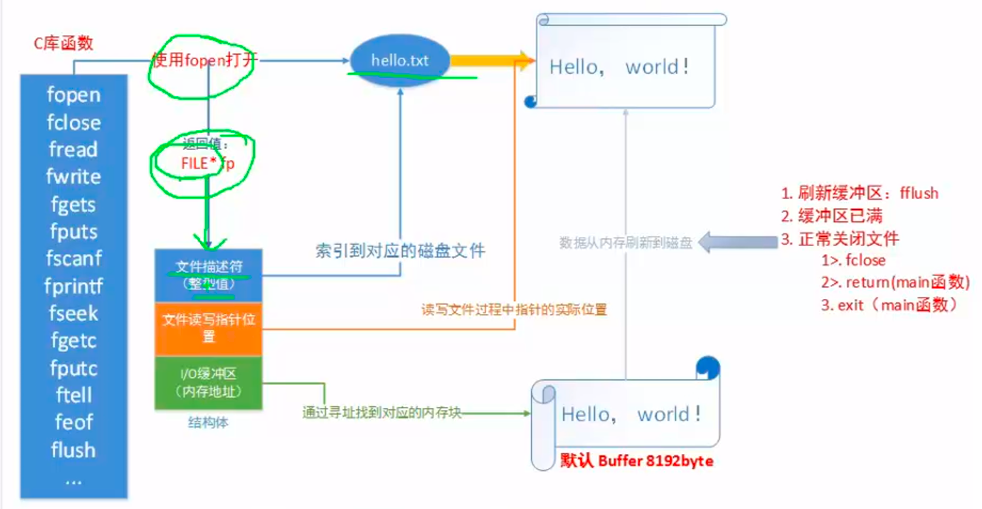 C库函数
fopen
fclose
fread
fwrite
fgets
fputs
fscanf
fprintf
fseek
fgetc
fputc
ftell
feof
flush
...
使用fopen打开
返回值：
FILE* fp
文件描述符
（整型值）
文件读写指针位
置
I/O缓冲区
（内存地址）
结构体
hello.txt
索引到对应的磁盘文件
读写文件过程中指针的实际位置
通过寻址找到对应的内存块
Hello， world！
数据从内存刷新到磁盘
Hello， world！
默认 Buffer 8192byte
1. 刷新缓冲区：fflush
2. 缓冲区已满
3. 正常关闭文件
1>. fclose
2>. return(main函数)
3. exit（main函数）